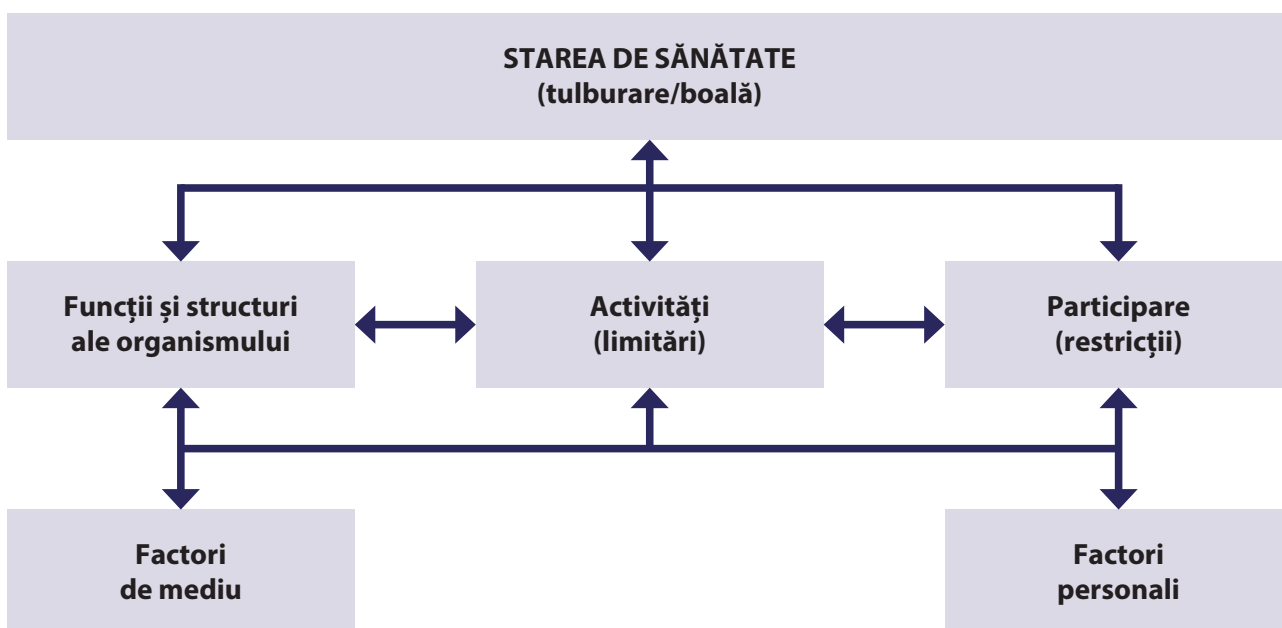 STAREA DE SĂNĂTATE
(tulburare/boală)
Funcții și structuri
ale organismului
Activități
(limitări)
Participare
(restricții)
Factori
de mediu
Factori
personali